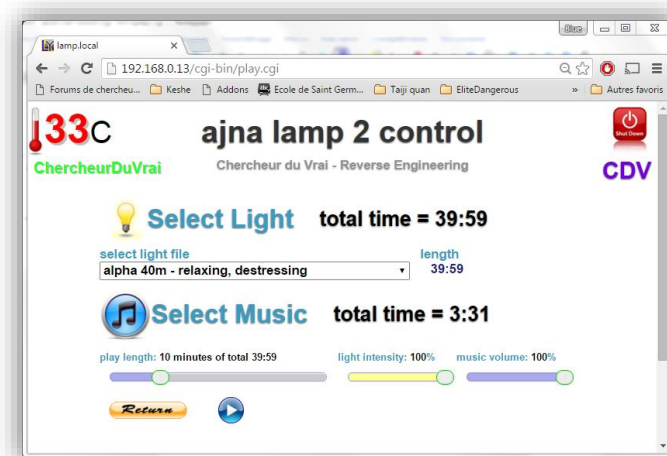 Blue
lamp.local
192.168.0.13/cgi-bin/play.cgi
Forums de chercheu... Keshe Addons Ecole de Saint Germ... Taiji quan EliteDangerous » Autres favoris
33C ajna lamp 2 control Shut Down
ChercheurDuVrai Chercheur du Vrai - Reverse Engineering CDV
Select Light total time = 39:59
select light file length
alpha 40m - relaxing, destressing 39:59
Select Music total time = 3:31
play length: 10 minutes of total 39:59 light intensity: 100% music volume: 100%
Return